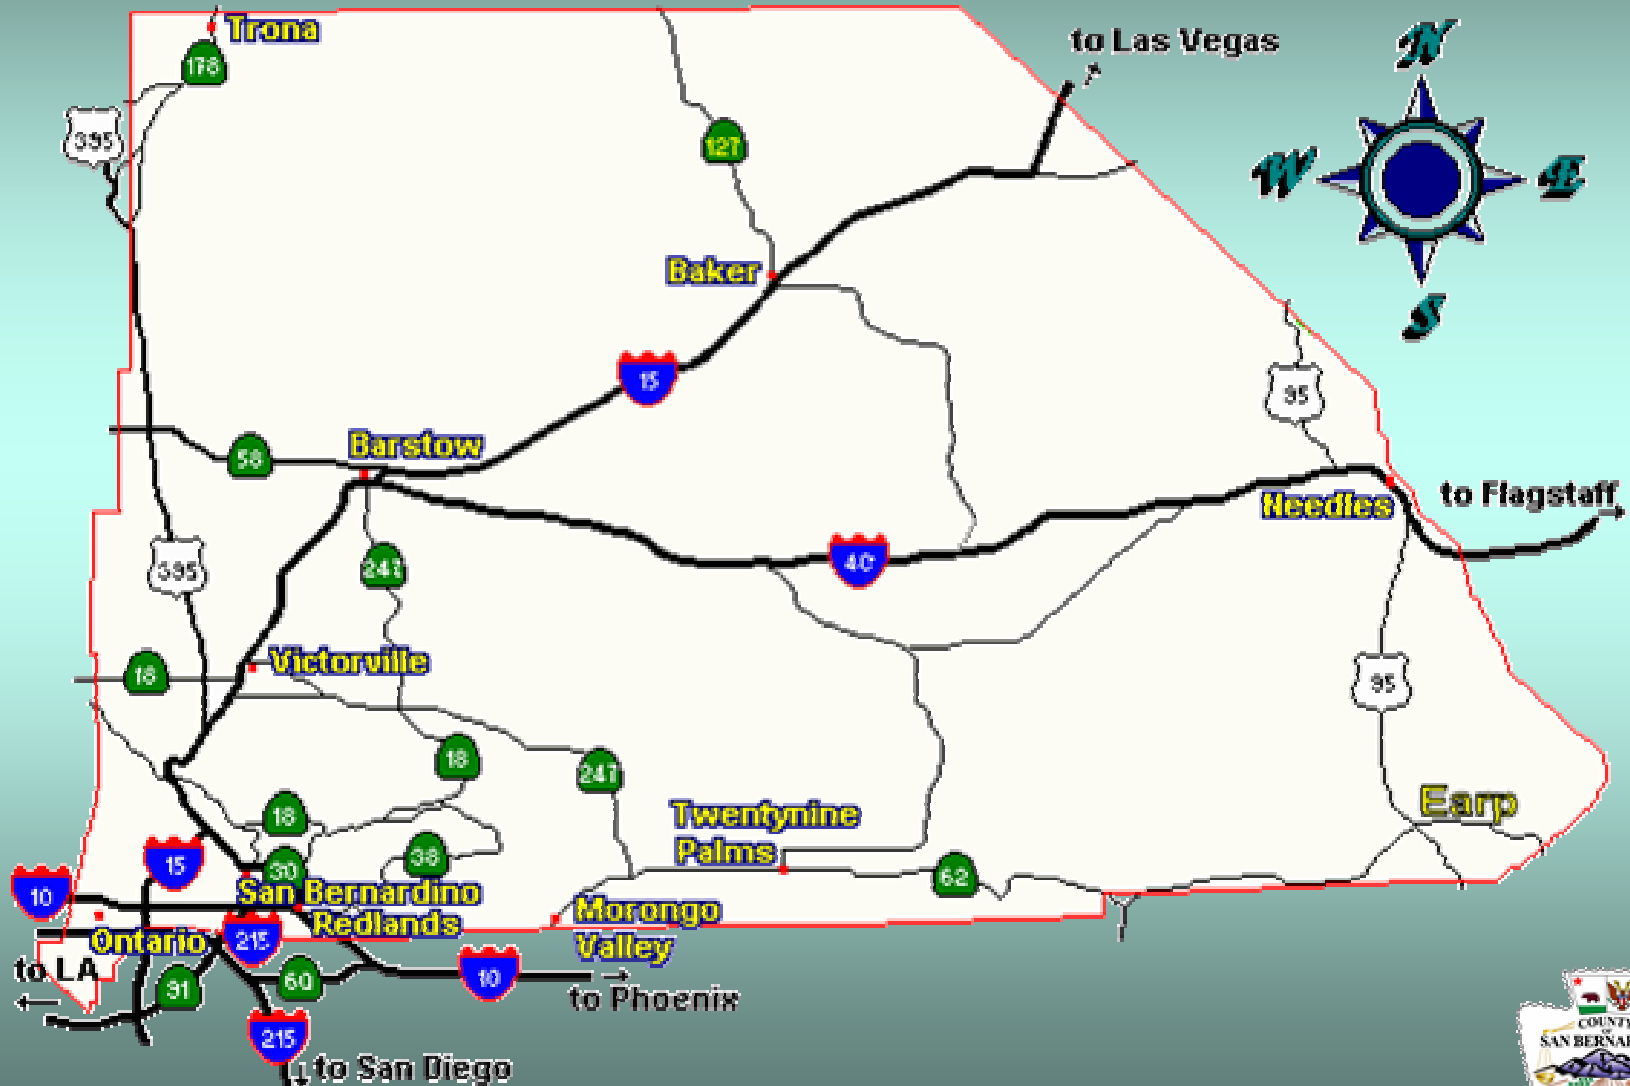 Trona
to Las Vegas
N
178
395
127
W
E
Baker
S
15
95
Barstow
58
Needles
to Flagstaff
40
395
247
Victorville
18
95
18
247
Earp
18
Twentynine
Palms
15
38
30
62
10
San Bernardino
Redlands
Morongo
Valley
Ontario
215
to LA
91
60
10
to Phoenix
215
to San Diego
COUNTY
OF